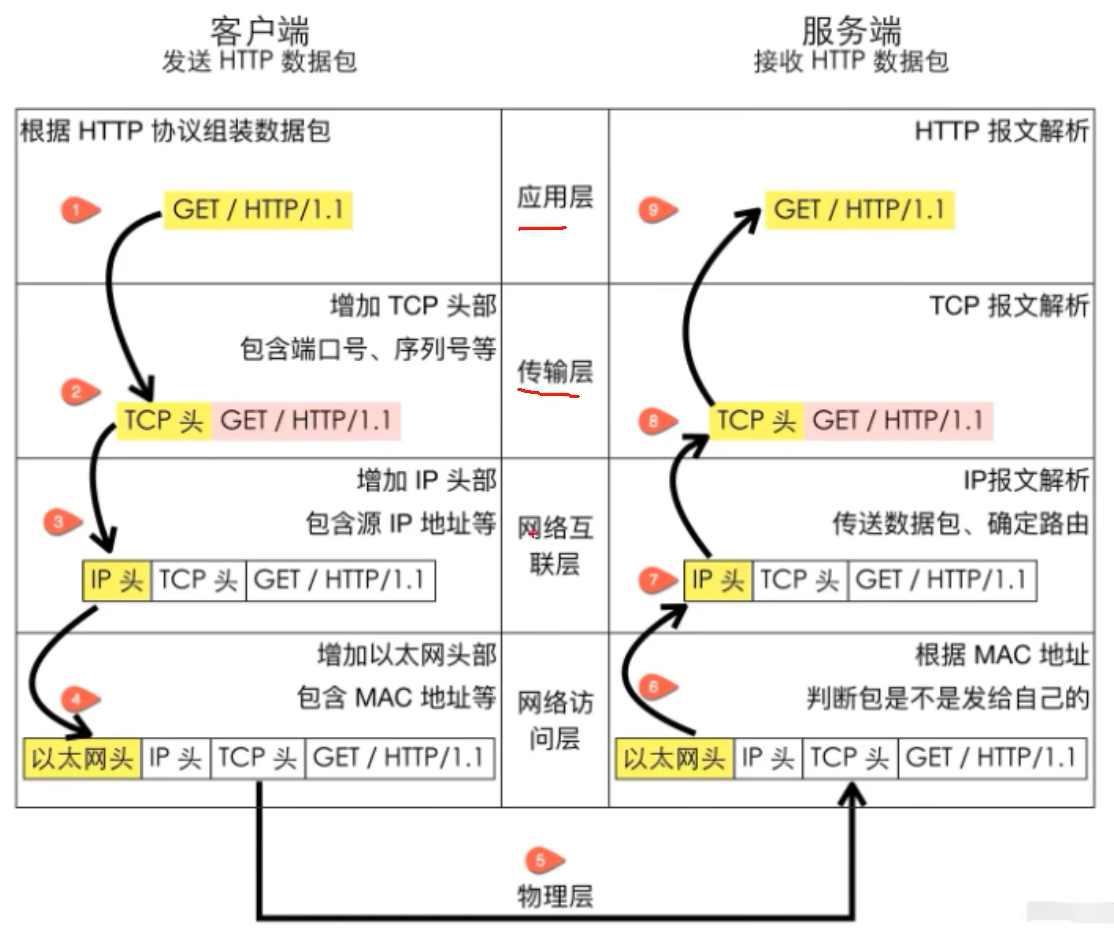 客户端
发送 HTTP 数据包
服务端
接收 HTTP 数据包
根据 HTTP 协议组装数据包
1
GET / HTTP/1.1
应用层
HTTP 报文解析
9
GET / HTTP/1.1
增加 TCP 头部
包含端口号、序列号等
2
TCP 头 GET / HTTP/1.1
传输层
TCP 报文解析
8
TCP 头 GET / HTTP/1.1
增加 IP 头部
包含源 IP 地址等
3
IP 头 TCP 头 GET / HTTP/1.1
网络互
联层
IP报文解析
传送数据包、确定路由
7
IP 头 TCP 头 GET / HTTP/1.1
增加以太网头部
包含 MAC 地址等
4
以太网头 IP 头 TCP 头 GET / HTTP/1.1
网络访
问层
根据 MAC 地址
判断包是不是发给自己的
6
以太网头 IP 头 TCP 头 GET / HTTP/1.1
5
物理层